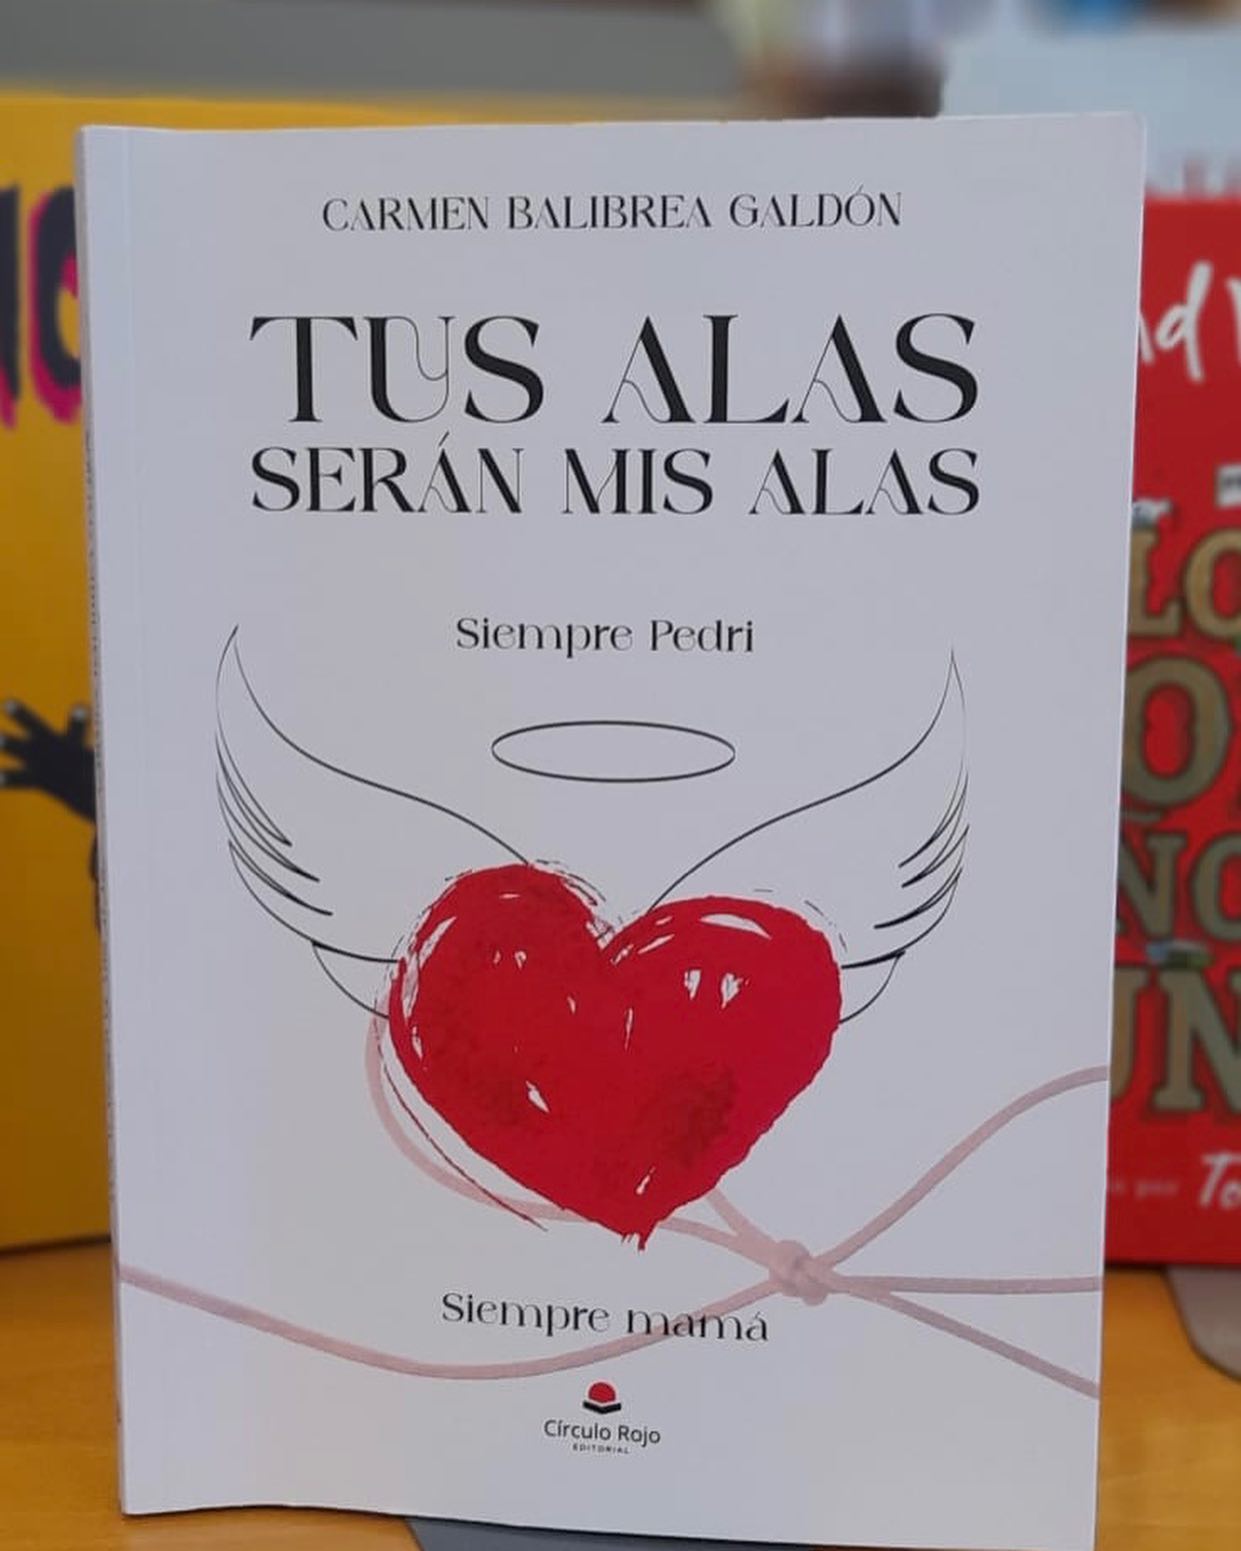 CARMEN BALIBREA GALDÓN
TUS ALAS
SERÁN MIS ALAS
Siempre Pedri
Siempre mamá
Círculo Rojo
EDITORIAL